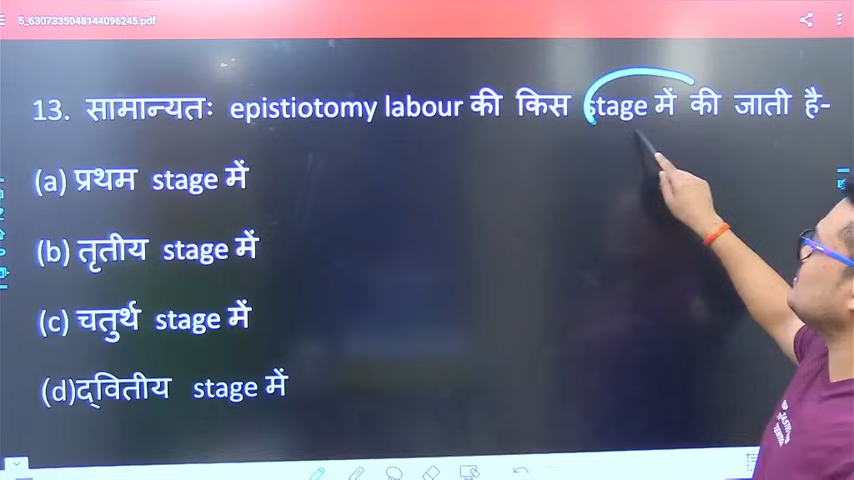 5_6307335048144096245.pdf
13. सामान्यतः epistiotomy labour की किस stage में की जाती है-
(a) प्रथम stage में
(b) तृतीय stage में
(c) चतुर्थ stage में
(d)द्वितीय stage में